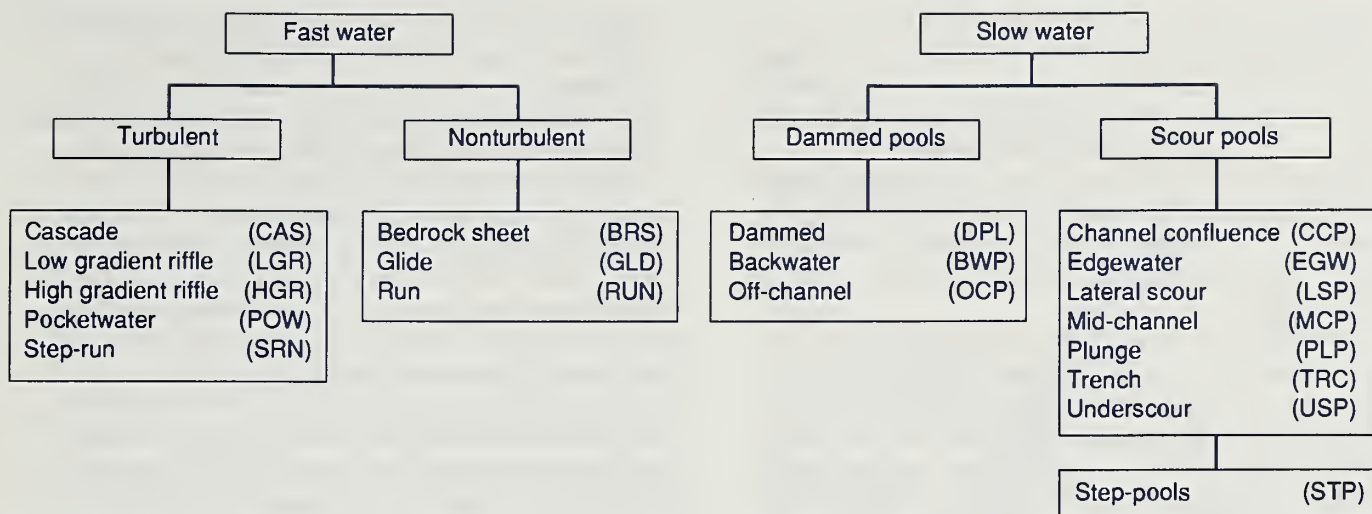 Fast water
Slow water
Turbulent
Nonturbulent
Dammed pools
Scour pools
Cascade (CAS)
Low gradient riffle (LGR)
High gradient riffle (HGR)
Pocketwater (POW)
Step-run (SRN)
Bedrock sheet (BRS)
Glide (GLD)
Run (RUN)
Dammed (DPL)
Backwater (BWP)
Off-channel (OCP)
Channel confluence (CCP)
Edgewater (EGW)
Lateral scour (LSP)
Mid-channel (MCP)
Plunge (PLP)
Trench (TRC)
Underscour (USP)
Step-pools (STP)